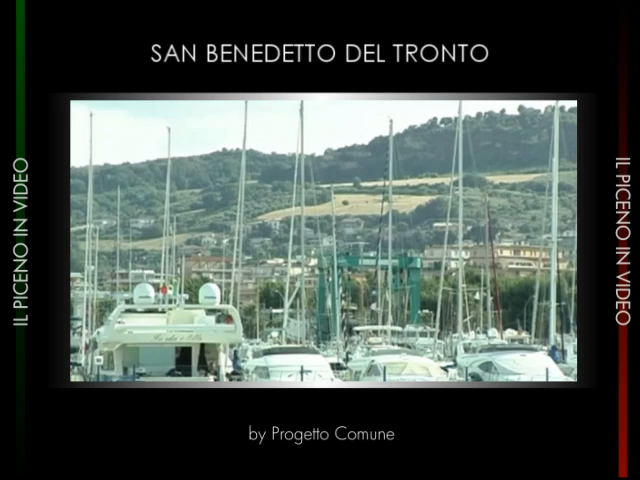 SAN BENEDETTO DEL TRONTO
IL PICENO IN VIDEO
IL PICENO IN VIDEO
by Progetto Comune